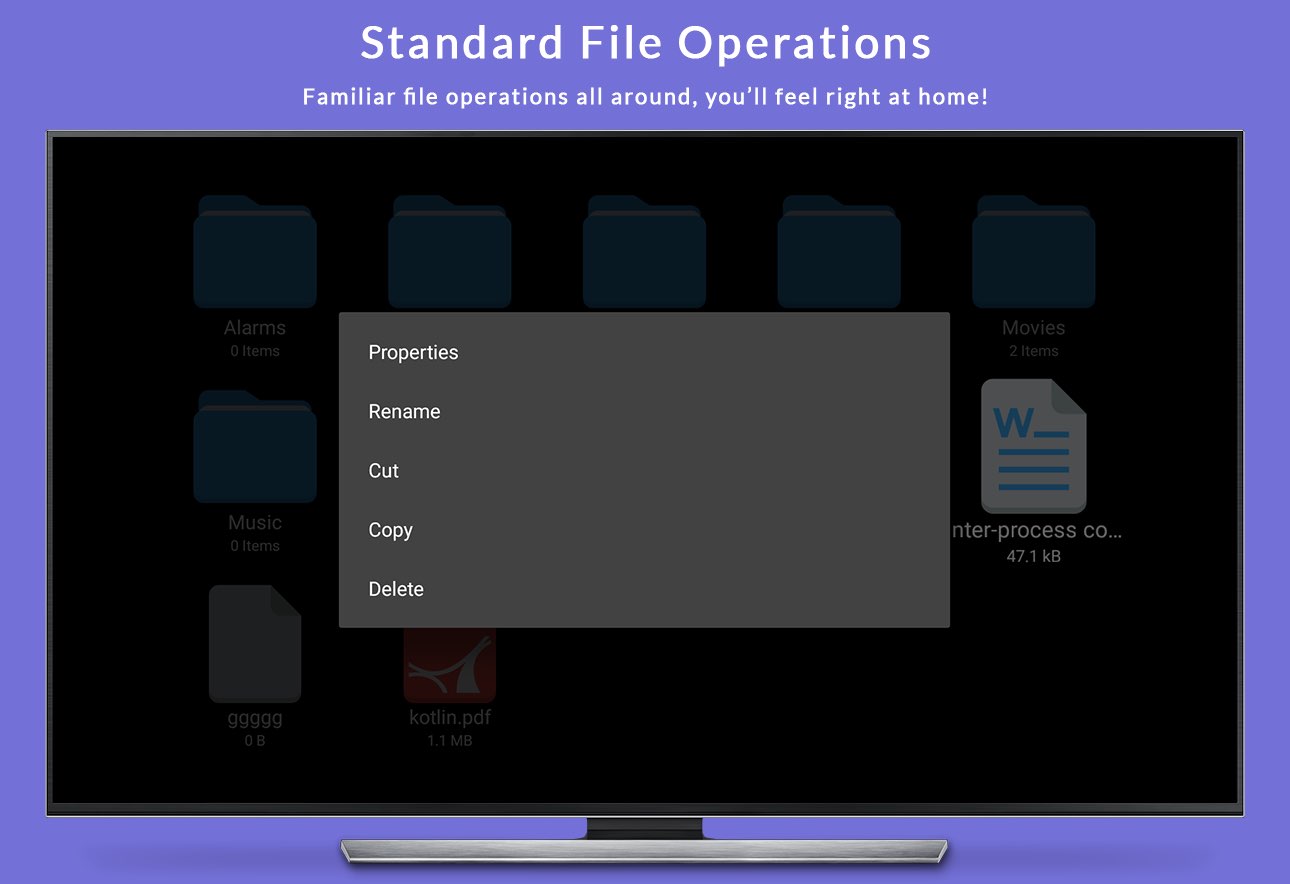 Standard File Operations
Familiar file operations all around, you’ll feel right at home!
Alarms
0 Items
Movies
2 Items
Properties
Rename
Cut
Copy
Delete
W
Music
0 Items
nter-process co...
47.1 kB
ggggg
0 B
kotlin.pdf
1.1 MB